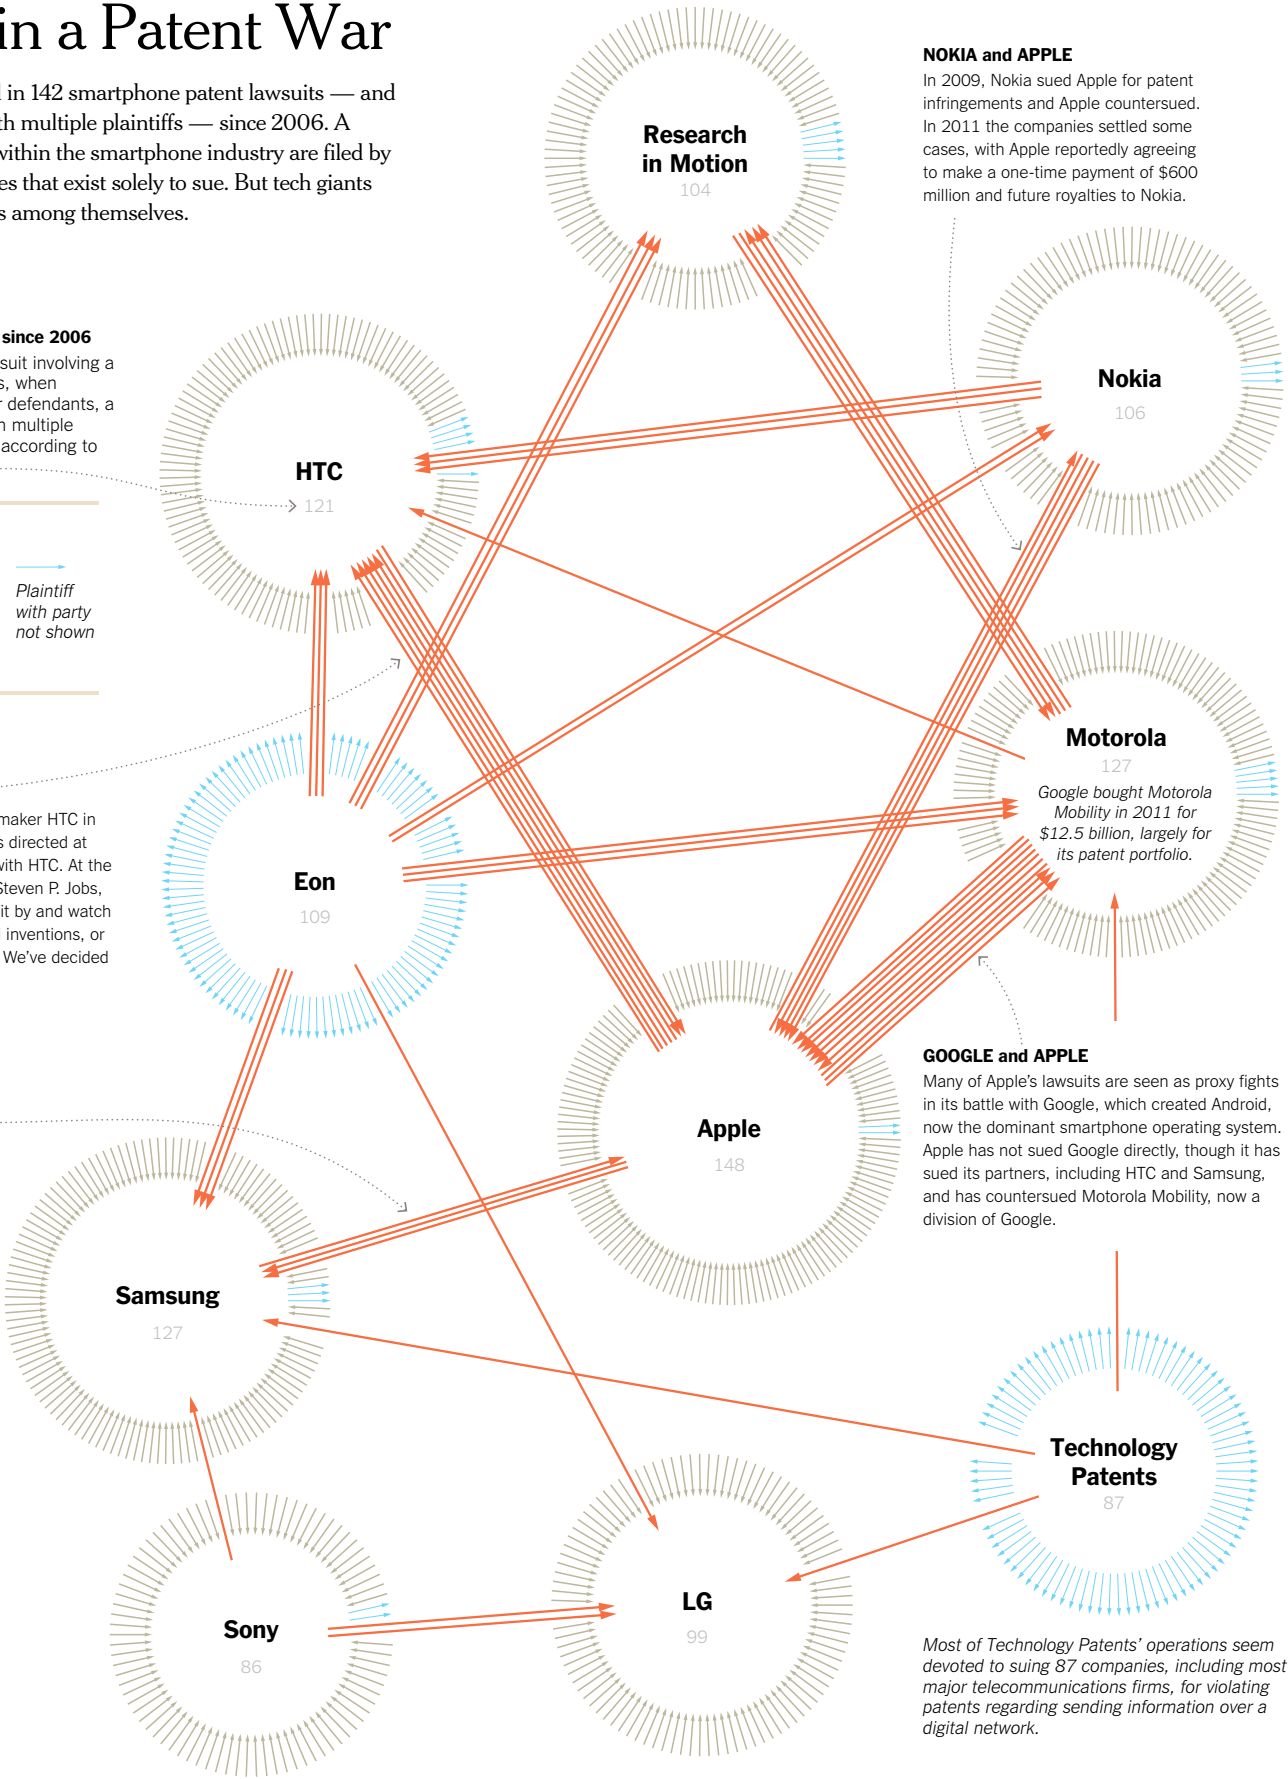 in a Patent War
in 142 smartphone patent lawsuits — and
multiple plaintiffs — since 2006. A
within the smartphone industry are filed by
that exist solely to sue. But tech giants
among themselves.
since 2006
suit involving a
when
defendants, a
multiple
according to
Plaintiff
with party
not shown
maker HTC in
directed at
with HTC. At the
Steven P. Jobs,
it by and watch
inventions, or
We've decided
Research
in Motion
104
NOKIA and APPLE
In 2009, Nokia sued Apple for patent
infringements and Apple countersued.
In 2011 the companies settled some
cases, with Apple reportedly agreeing
to make a one-time payment of $600
million and future royalties to Nokia.
Nokia
106
HTC
121
Motorola
127
Google bought Motorola
Mobility in 2011 for
$12.5 billion, largely for
its patent portfolio.
Eon
109
Apple
148
GOOGLE and APPLE
Many of Apple's lawsuits are seen as proxy fights
in its battle with Google, which created Android,
now the dominant smartphone operating system.
Apple has not sued Google directly, though it has
sued its partners, including HTC and Samsung,
and has countersued Motorola Mobility, now a
division of Google.
Samsung
127
Technology
Patents
87
LG
99
Sony
86
Most of Technology Patents' operations seem
devoted to suing 87 companies, including most
major telecommunications firms, for violating
patents regarding sending information over a
digital network.